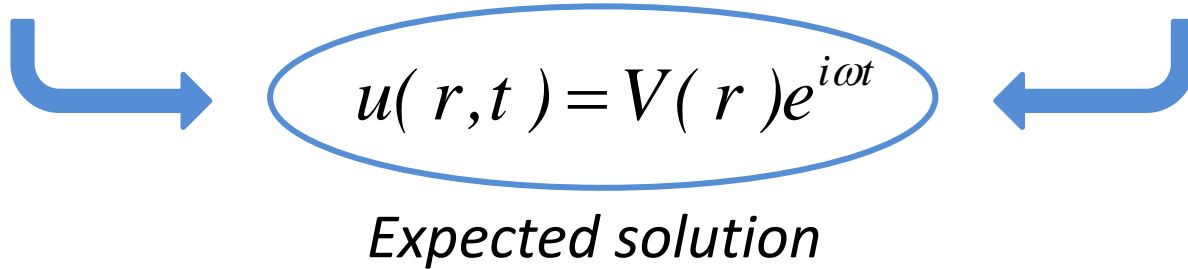 u( r,t ) = V( r )e^{iωt}
Expected solution